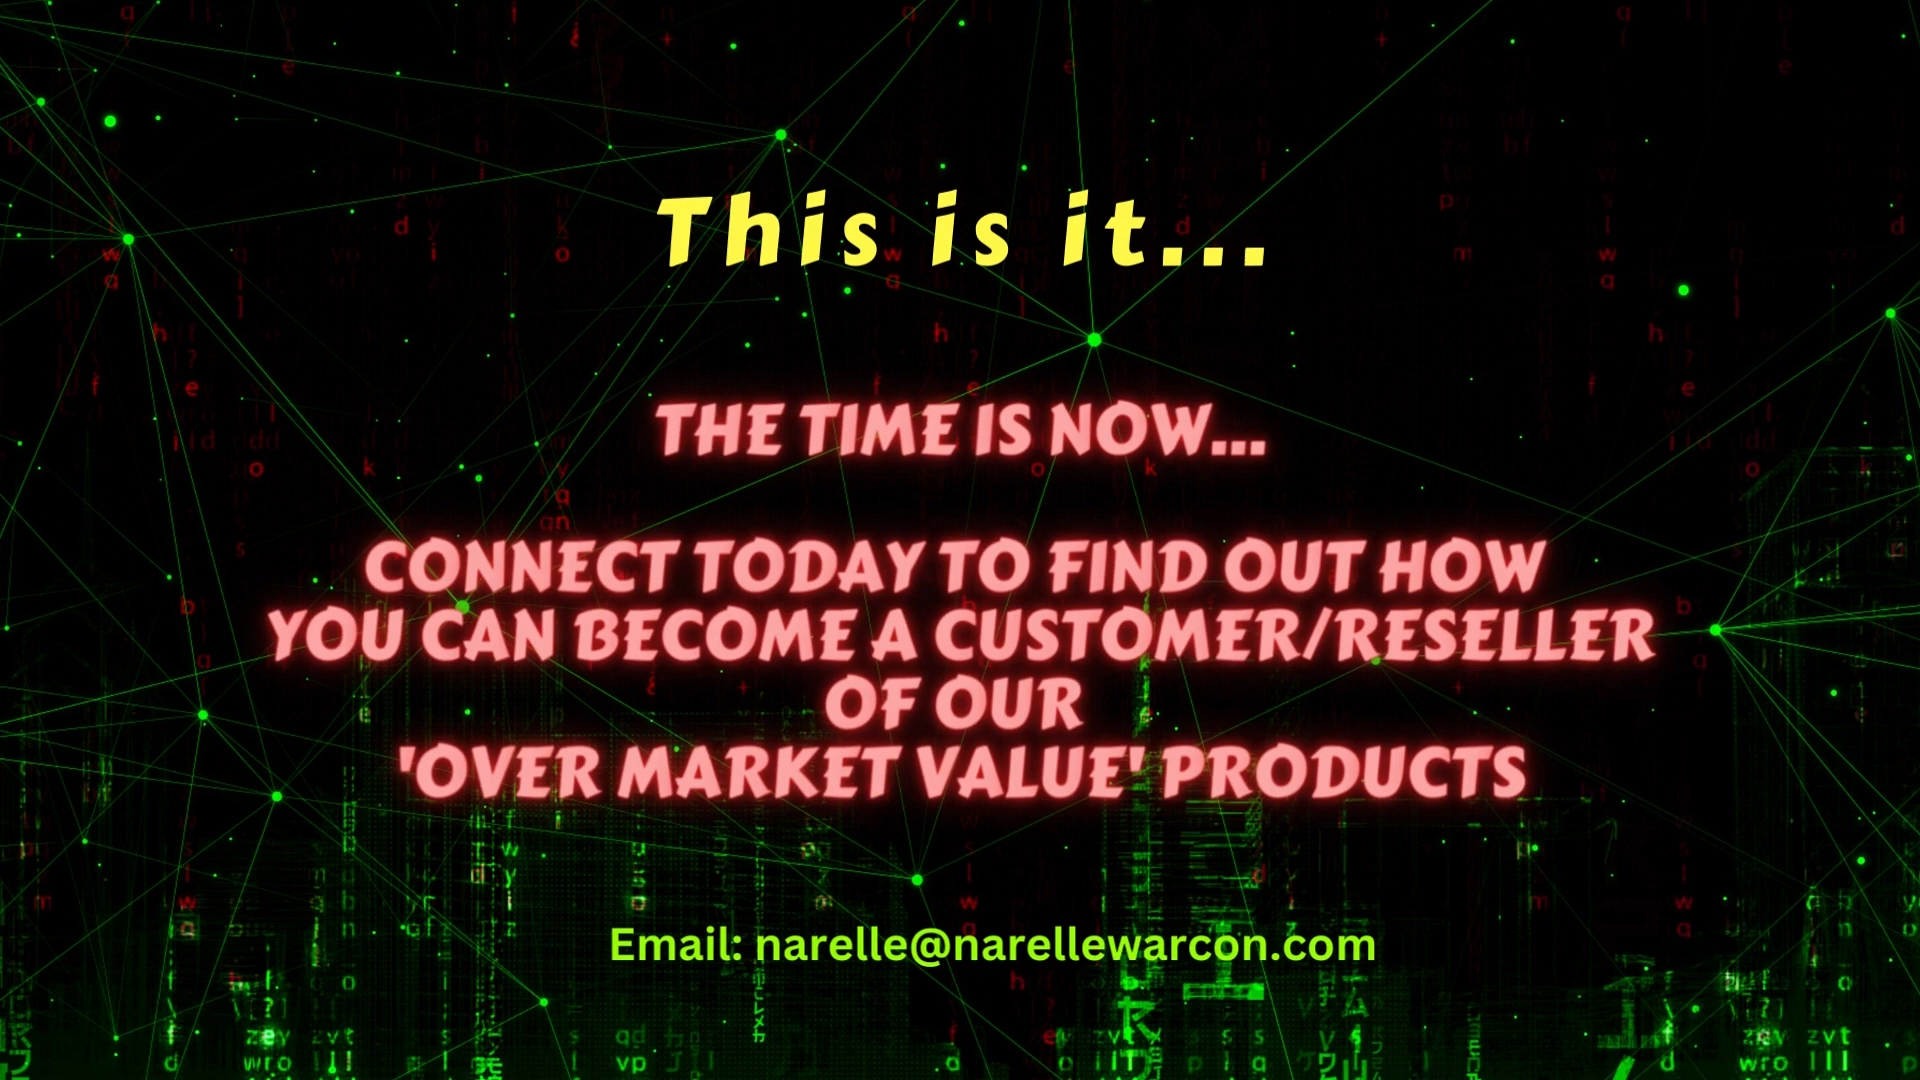 This is it...
THE TIME IS NOW...
CONNECT TODAY TO FIND OUT HOW
YOU CAN BECOME A CUSTOMER/RESELLER
OF OUR
'OVER MARKET VALUE' PRODUCTS
Email: narelle@narellewarcon.com